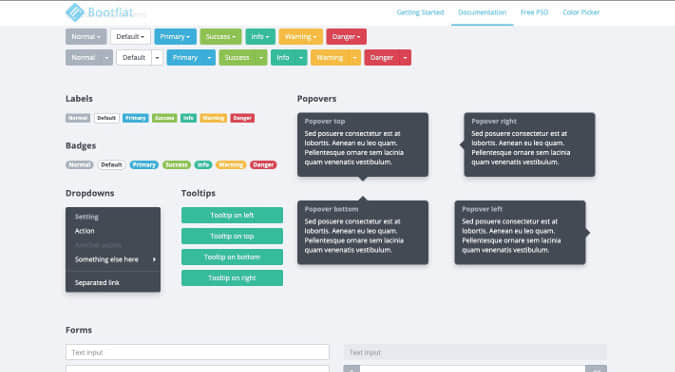 Bootflat
Getting Started
Documentation
Free PSD
Color Picker
Normal
Default
Primary
Success
Info
Warning
Danger
Normal
Default
Primary
Success
Info
Warning
Danger
Labels
Normal
Default
Primary
Success
Info
Warning
Danger
Badges
Normal
Default
Primary
Success
Info
Warning
Danger
Dropdowns
Setting
Action
Another action
Something else here
Separated link
Tooltips
Tooltip on left
Tooltip on top
Tooltip on bottom
Tooltip on right
Popovers
Popover top
Sed posuere consectetur est at
lobortis. Aenean eu leo quam.
Pellentesque ornare sem lacinia
quam venenatis vestibulum.
Popover right
Sed posuere consectetur est at
lobortis. Aenean eu leo quam.
Pellentesque ornare sem lacinia
quam venenatis vestibulum.
Popover bottom
Sed posuere consectetur est at
lobortis. Aenean eu leo quam.
Pellentesque ornare sem lacinia
quam venenatis vestibulum.
Popover left
Sed posuere consectetur est at
lobortis. Aenean eu leo quam.
Pellentesque ornare sem lacinia
quam venenatis vestibulum.
Forms
Text input
Text input